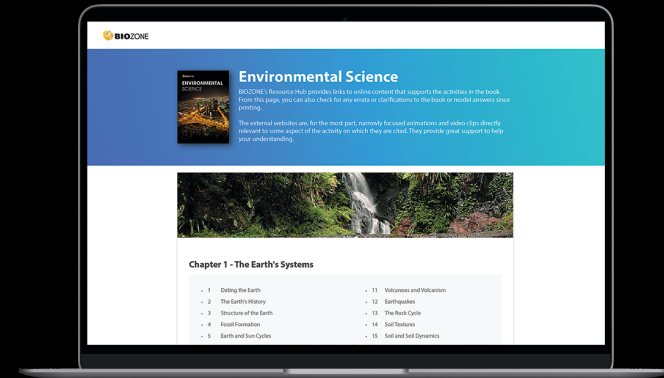 BIOZONE
ENVIRONMENTAL
SCIENCE
Environmental Science
BIOZONE's Resource Hub provides links to online content that supports the activities in the book.
From this page, you can also check for any errata or clarifications to the book or model answers since
printing.
The external websites are, for the most part, narrowly focused animations and video clips directly
relevant to some aspect of the activity on which they are cited. They provide great support to help
your understanding.
Chapter 1 - The Earth's Systems
1 Dating the Earth
2 The Earth's History
3 Structure of the Earth
4 Fossil Formation
5 Earth and Sun Cycles
11 Volcanoes and Volcanism
12 Earthquakes
13 The Rock Cycle
14 Soil Textures
15 Soil and Soil Dynamics